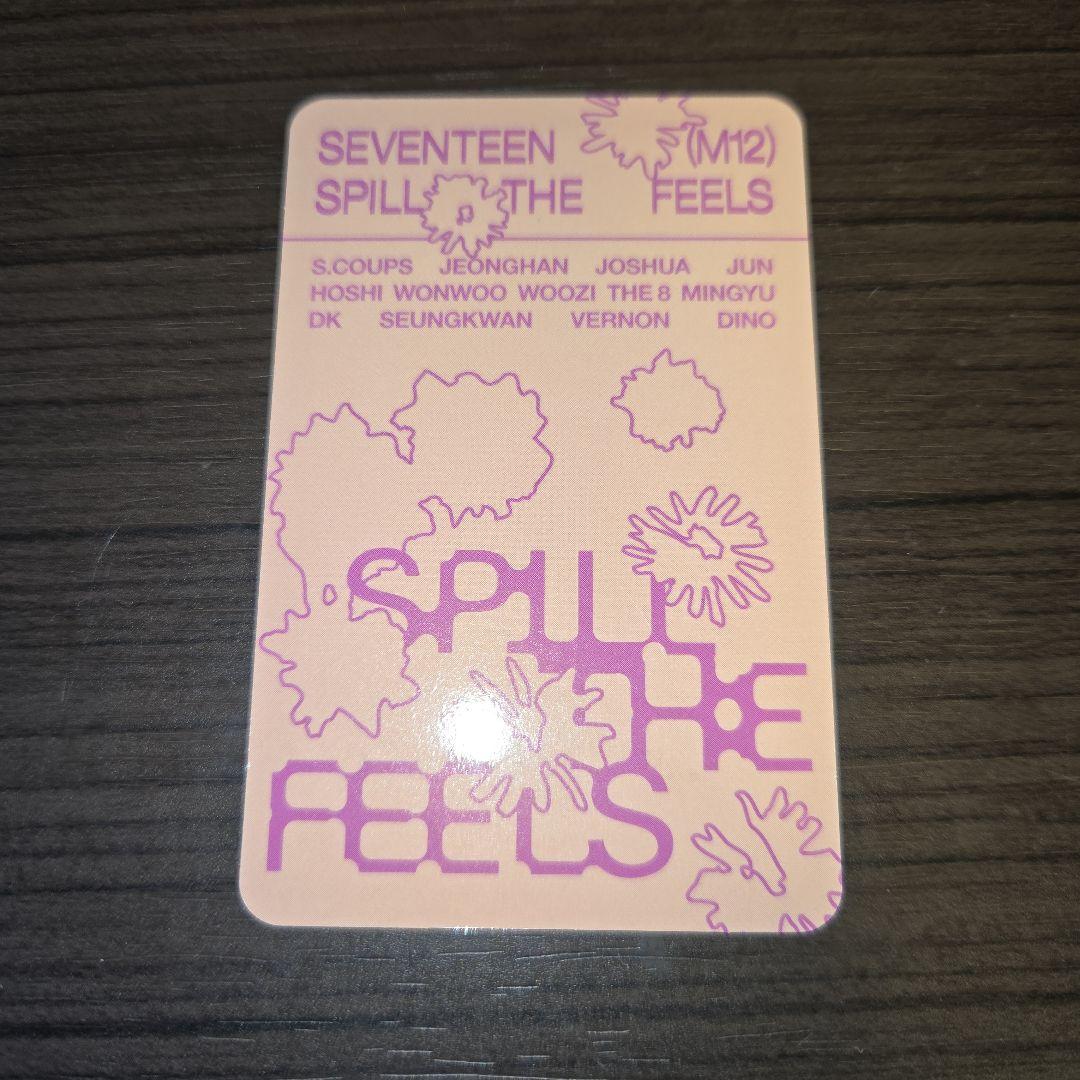 SEVENTEEN (M12)
SPILL THE FEELS
S.COUPS JEONGHAN JOSHUA JUN
HOSHI WONWOO WOOZI THE 8 MINGYU
DK SEUNGKWAN VERNON DINO
SPILL
THE
FEELS